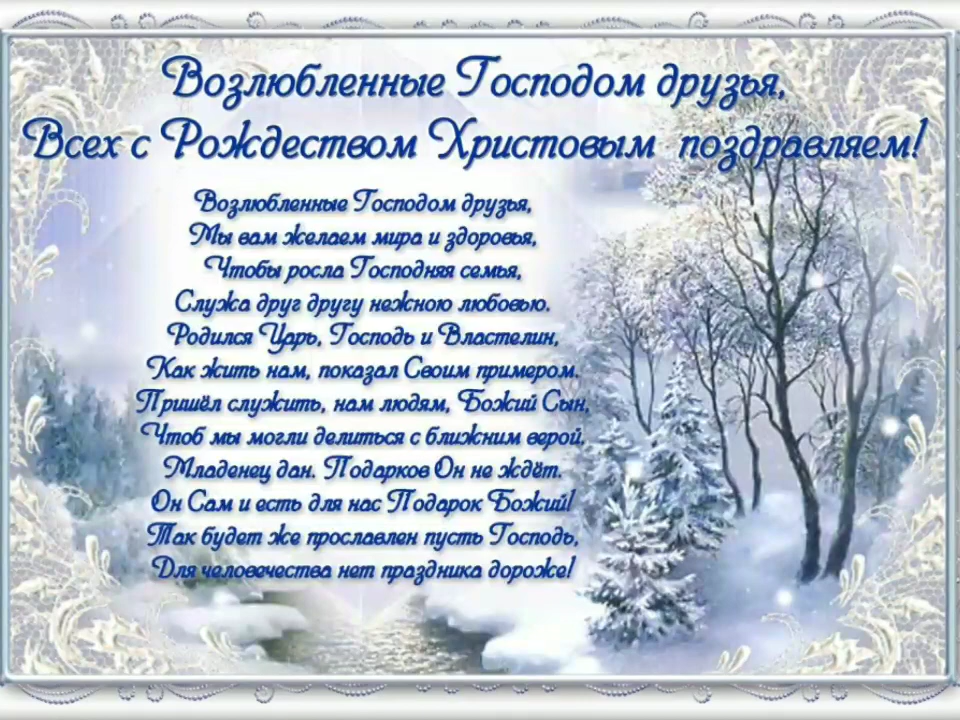 Возлюбленные Господом друзья,
Всех с Рождеством Христовым поздравляем!
Возлюбленные Господом друзья,
Мы вам желаем мира и здоровья,
Чтобы росла Господняя семья,
Служа друг другу нежною любовью.
Родился Царь, Господь и Властелин,
Как жить нам, показал Своим примером.
Пришёл служить, нам людям, Божий Сын,
Чтоб мы могли делиться с ближним верой.
Младенец дан. Подарков Он не ждёт.
Он Сам и есть для нас Подарок Божий!
Так будет же прославлен пусть Господь,
Для человечества нет праздника дороже!